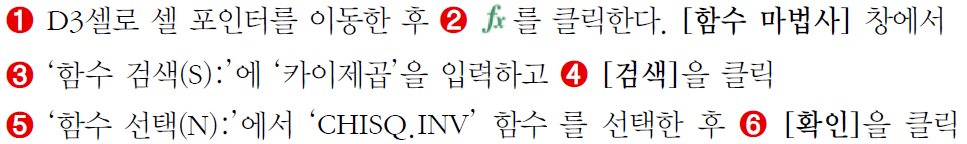 ❶ D3셀로 셀 포인터를 이동한 후 ❷ fx 를 클릭한다. [함수 마법사] 창에서
❸ ‘함수 검색(S):’에 ‘카이제곱’을 입력하고 ❹ [검색]을 클릭
❺ ‘함수 선택(N):’에서 ‘CHISQ.INV’ 함수 를 선택한 후 ❻ [확인]을 클릭